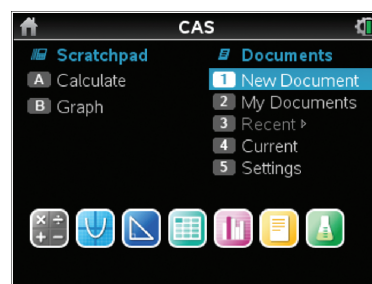 CAS
Scratchpad
A Calculate
B Graph
Documents
1 New Document
2 My Documents
3 Recent ▸
4 Current
5 Settings